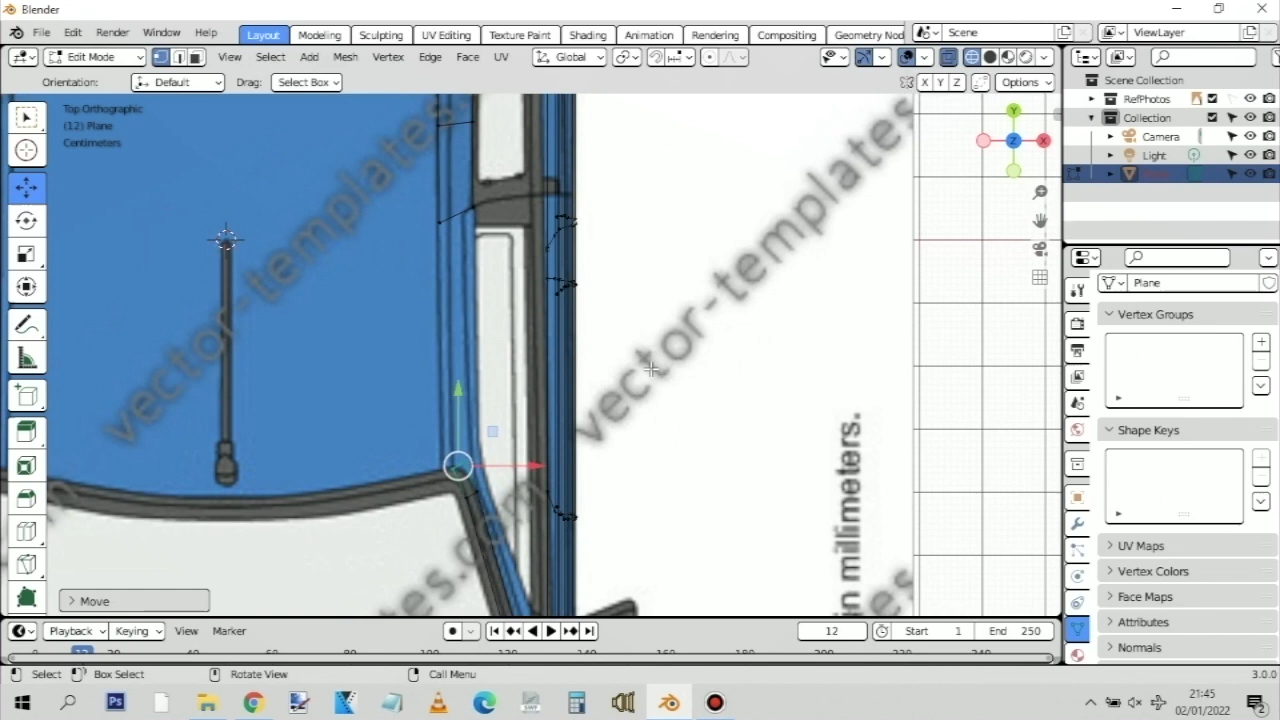 Blender
File Edit Render Window Help
Layout Modeling Sculpting UV Editing Texture Paint Shading Animation Rendering Compositing Geometry Nod
Scene
ViewLayer
Edit Mode
View Select Add Mesh Vertex Edge Face UV
Global
Orientation: Default Drag: Select Box
X Y Z
Options
Top Orthographic
(12) Plane
Centimeters
Y
Z
X
Scene Collection
RefPhotos
Collection
Camera
Light
Plane
Vertex Groups
Shape Keys
UV Maps
Vertex Colors
Face Maps
Attributes
Normals
vector-templates
vector-templates
in millimeters.
Move
Playback Keying View Marker
12
Start 1
End 250
Select
Box Select
Rotate View
Call Menu
3.0.0
21:45
02/01/2022